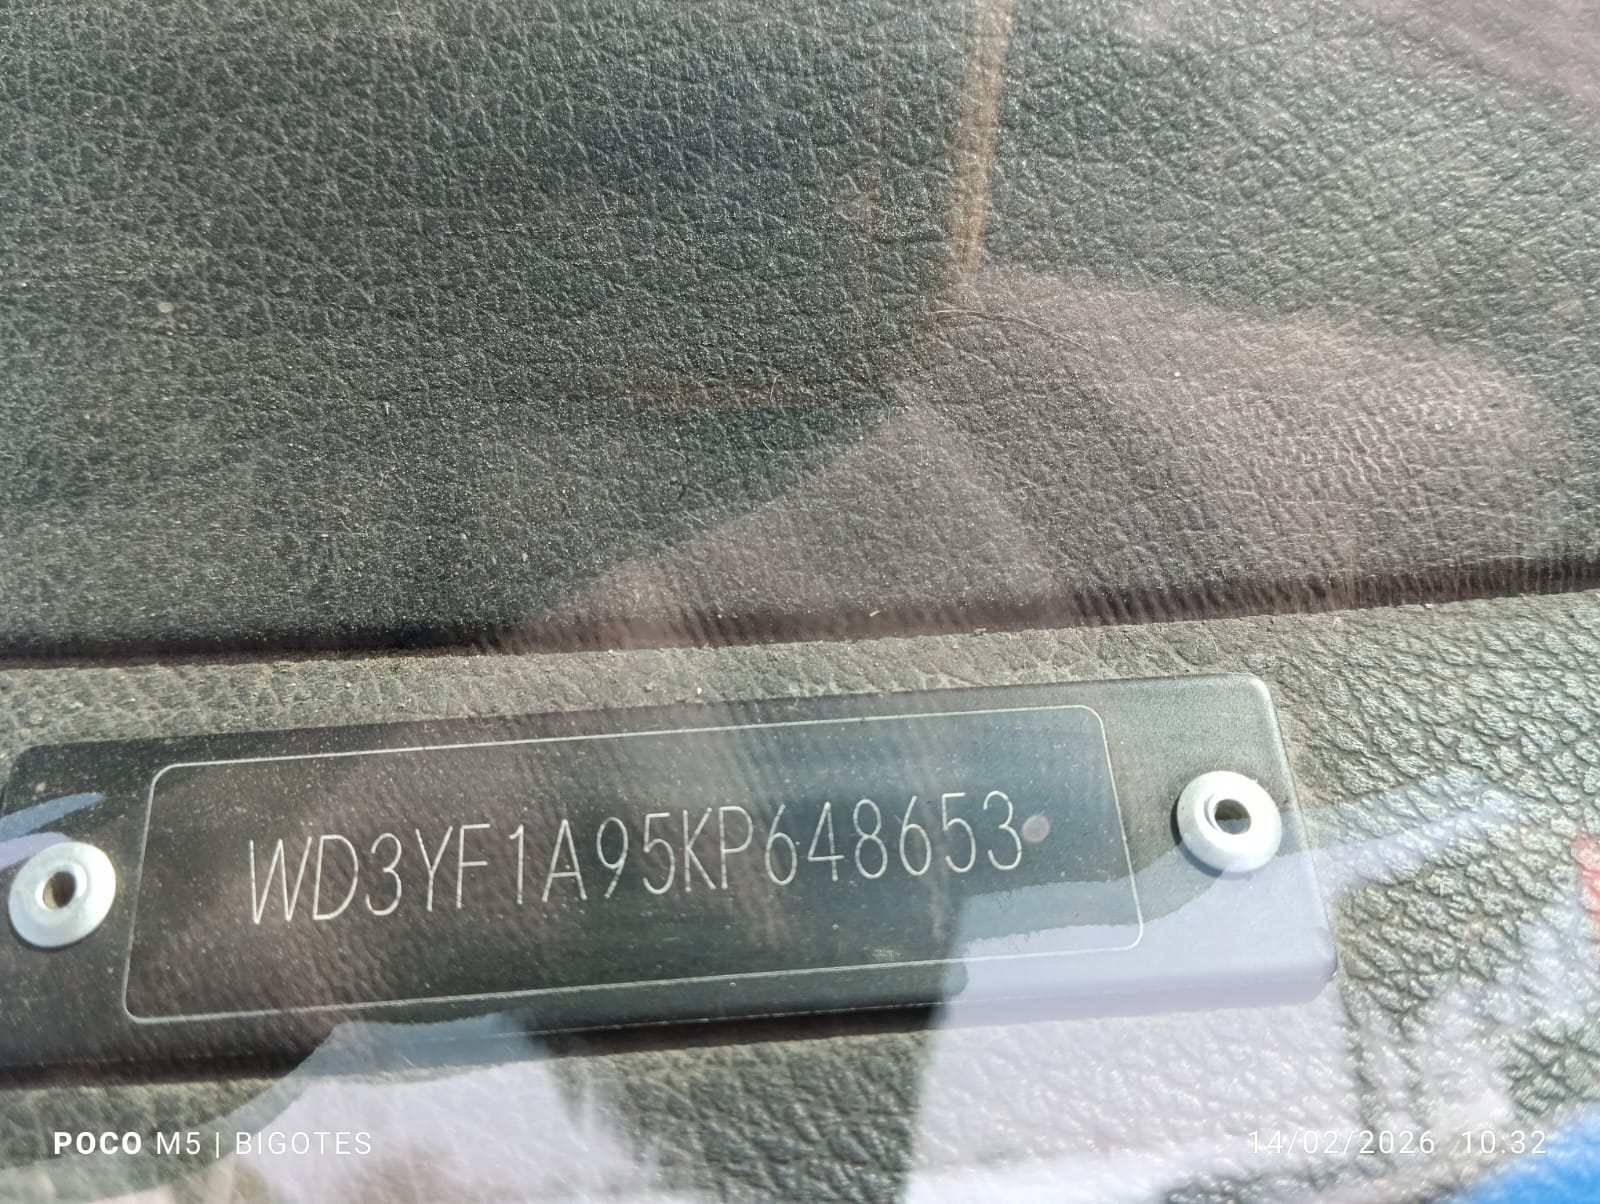 WD3YF1A95KP648653
POCO M5 | BIGOTES
14/02/2026 10:32